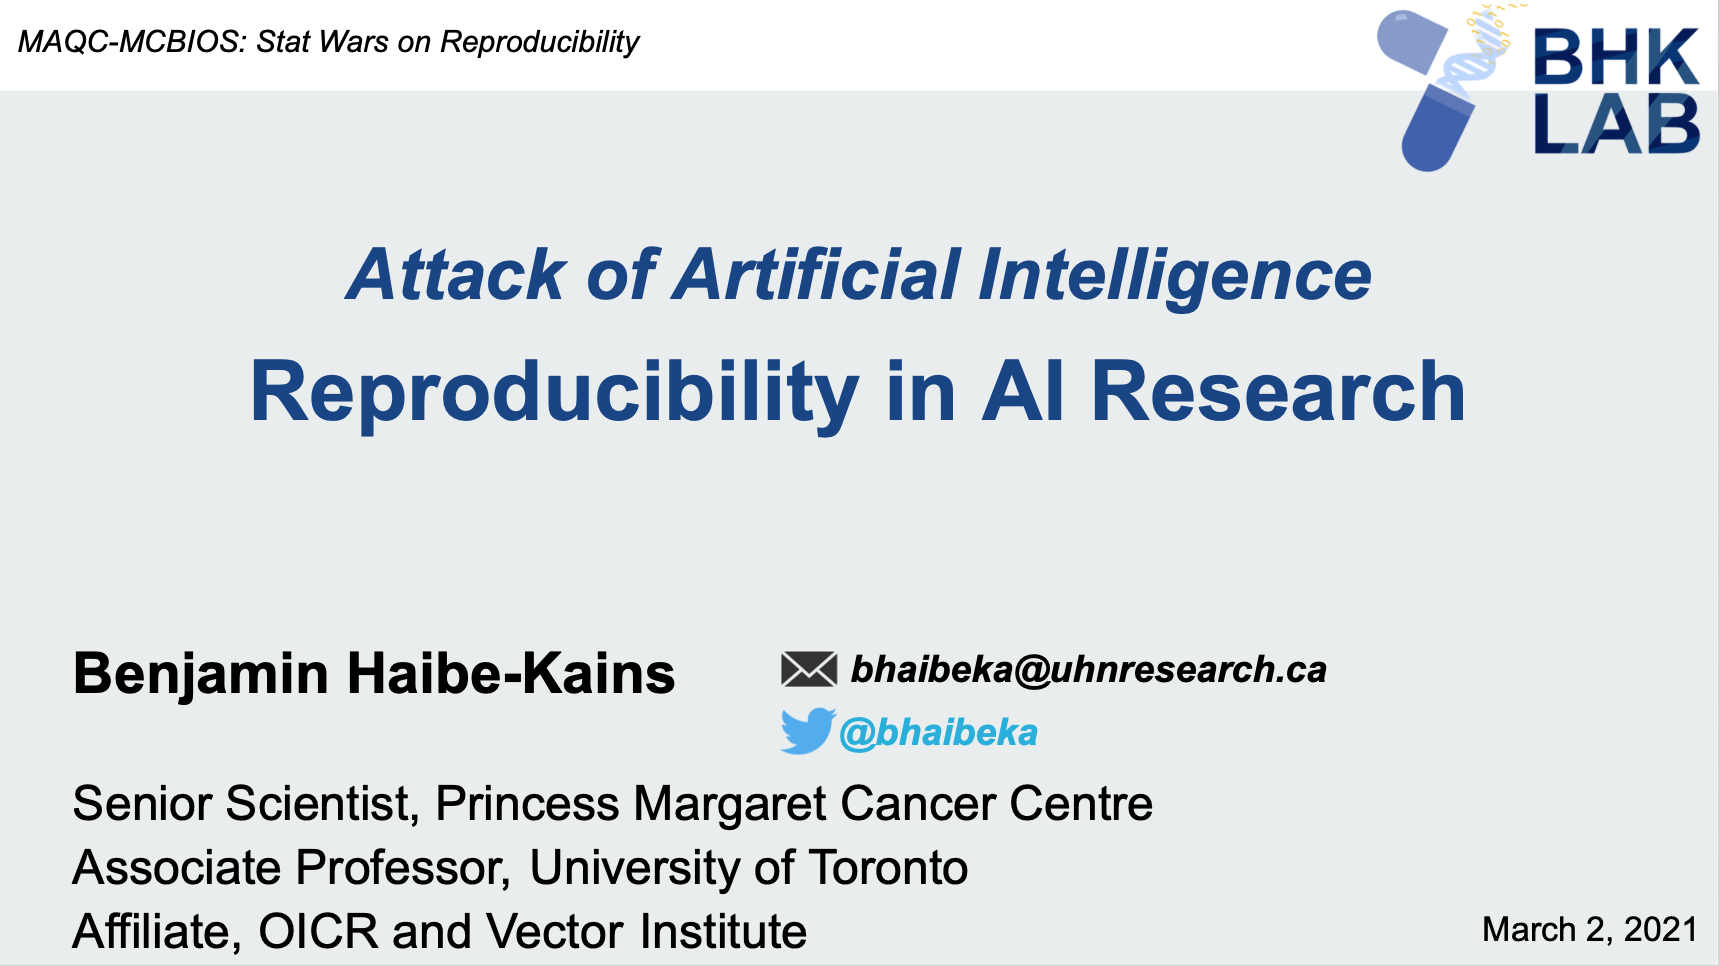 MAQC-MCBIOS: Stat Wars on Reproducibility
BHK
LAB
Attack of Artificial Intelligence
Reproducibility in AI Research
Benjamin Haibe-Kains
bhaibeka@uhnresearch.ca
@bhaibeka
Senior Scientist, Princess Margaret Cancer Centre
Associate Professor, University of Toronto
Affiliate, OICR and Vector Institute
March 2, 2021